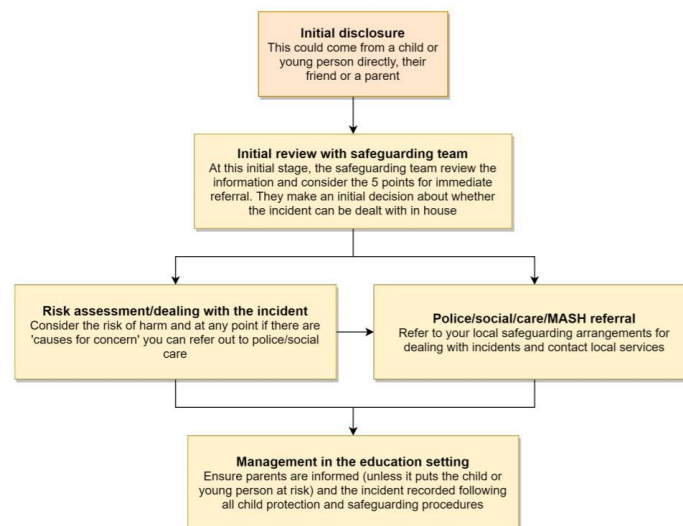 Initial disclosure
This could come from a child or
young person directly, their
friend or a parent
Initial review with safeguarding team
At this initial stage, the safeguarding team review the
information and consider the 5 points for immediate
referral. They make an initial decision about whether
the incident can be dealt with in house
Risk assessment/dealing with the incident
Consider the risk of harm and at any point if there are
'causes for concern' you can refer out to police/social
care
Police/social/care/MASH referral
Refer to your local safeguarding arrangements for
dealing with incidents and contact local services
Management in the education setting
Ensure parents are informed (unless it puts the child or
young person at risk) and the incident recorded following
all child protection and safeguarding procedures